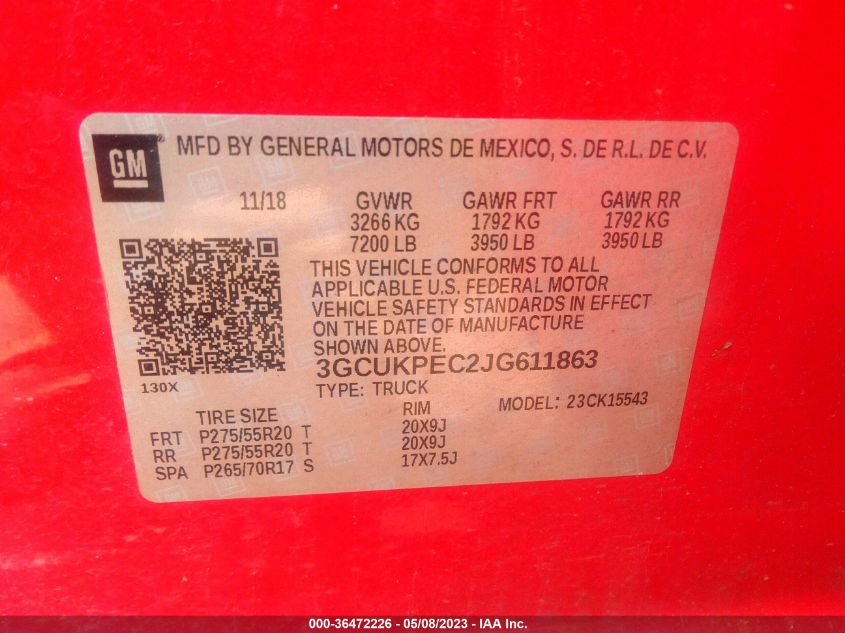 GM
MFD BY GENERAL MOTORS DE MEXICO, S. DE R.L. DE C.V.
11/18 GVWR GAWR FRT GAWR RR
3266 KG 1792 KG 1792 KG
7200 LB 3950 LB 3950 LB
THIS VEHICLE CONFORMS TO ALL
APPLICABLE U.S. FEDERAL MOTOR
VEHICLE SAFETY STANDARDS IN EFFECT
ON THE DATE OF MANUFACTURE
SHOWN ABOVE.
3GCUKPEC2JG611863
130X
TYPE: TRUCK
MODEL: 23CK15543
TIRE SIZE RIM
FRT P275/55R20 T 20X9J
RR P275/55R20 T 20X9J
SPA P265/70R17 S 17X7.5J
000-36472226 - 05/08/2023 - IAA Inc.